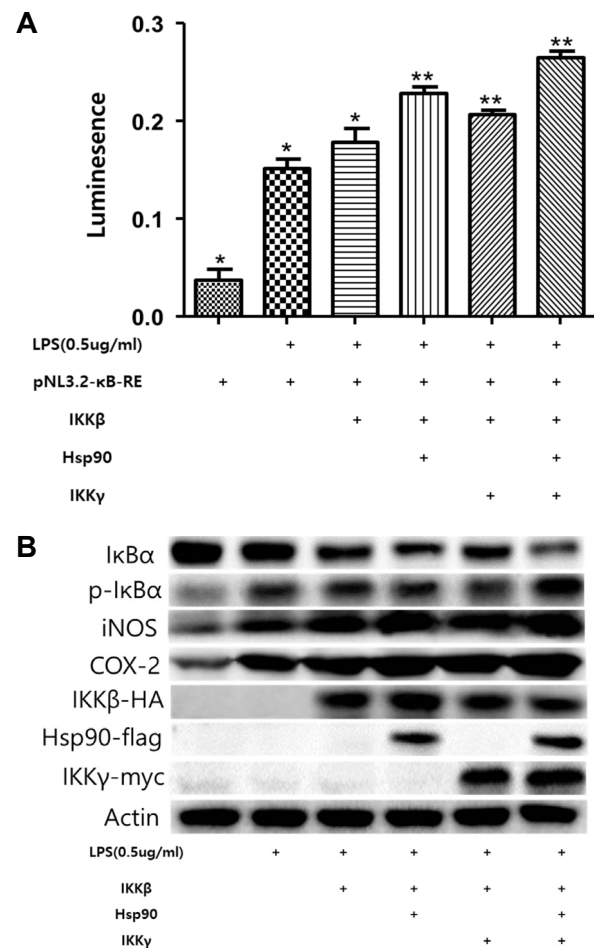 A
Luminesence
0.3
0.2
0.1
0.0
* * * ** ** **
LPS(0.5ug/ml) + + + + +
pNL3.2-κB-RE + + + + + +
IKKβ + + + +
Hsp90 + +
IKKγ + +
B
IκBα
p-IκBα
iNOS
COX-2
IKKβ-HA
Hsp90-flag
IKKγ-myc
Actin
LPS(0.5ug/ml) + + + + +
IKKβ + + + +
Hsp90 + +
IKKγ + +